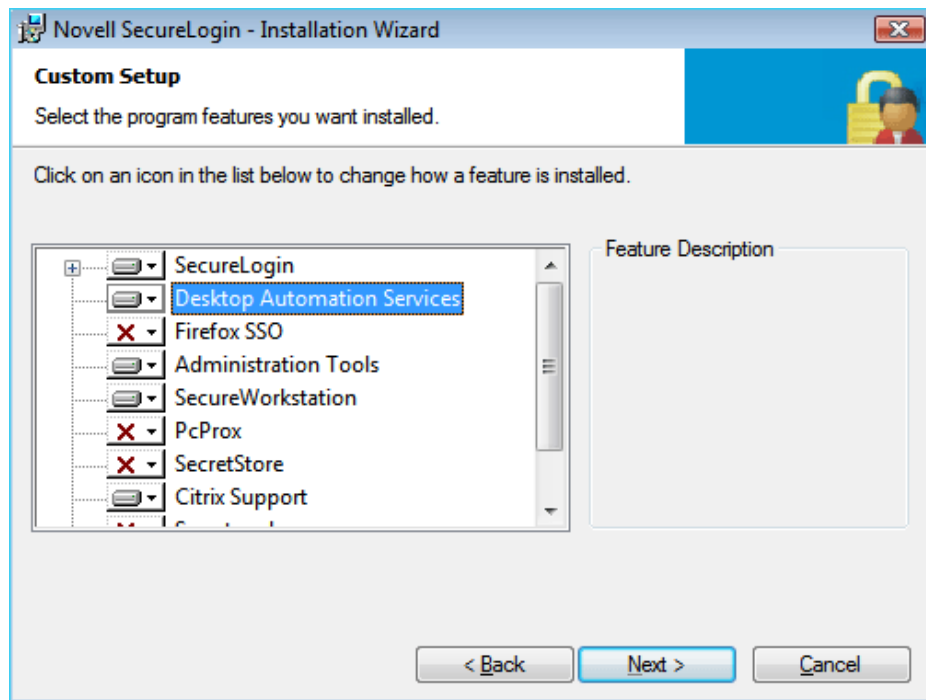 Novell SecureLogin - Installation Wizard
Custom Setup
Select the program features you want installed.
Click on an icon in the list below to change how a feature is installed.
Feature Description
SecureLogin
Desktop Automation Services
Firefox SSO
Administration Tools
SecureWorkstation
PcProx
SecretStore
Citrix Support
< Back
Next >
Cancel